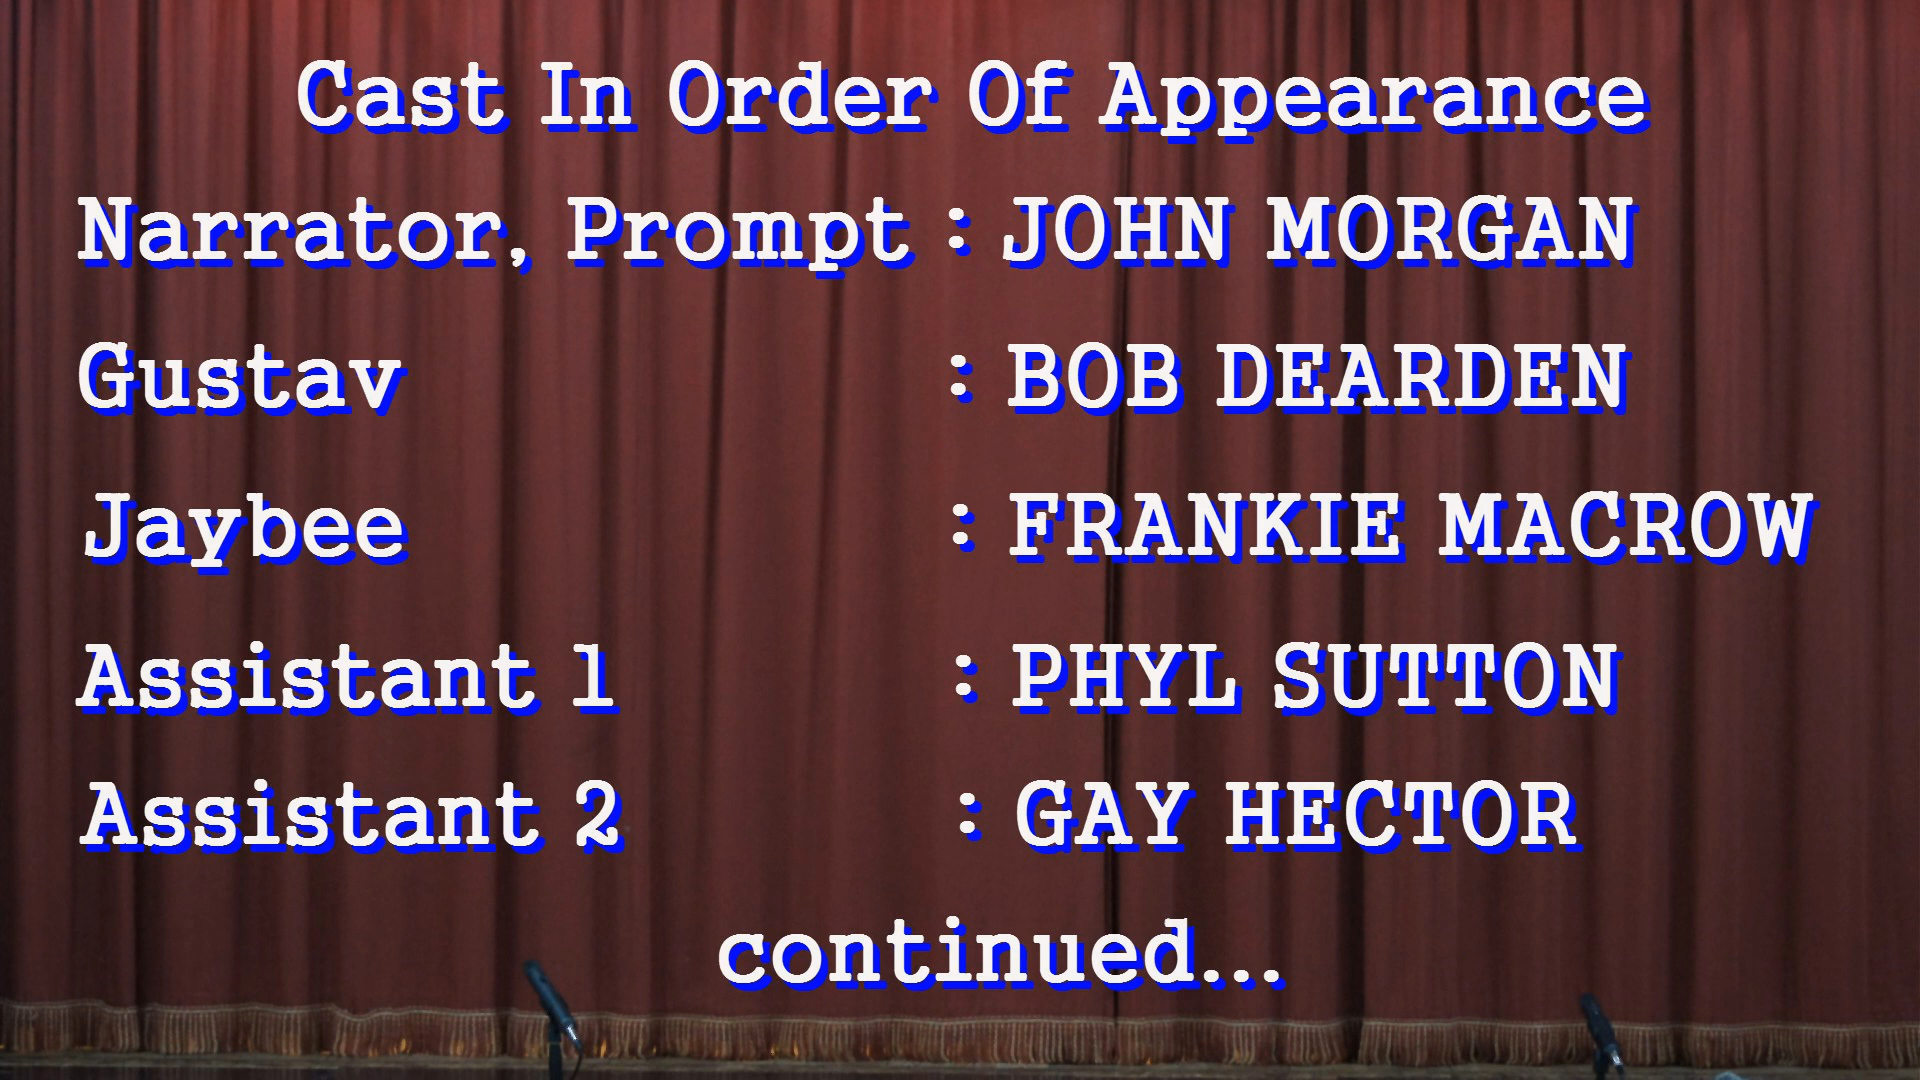 Cast In Order Of Appearance
Narrator, Prompt : JOHN MORGAN
Gustav : BOB DEARDEN
Jaybee : FRANKIE MACROW
Assistant 1 : PHYL SUTTON
Assistant 2 : GAY HECTOR
continued...